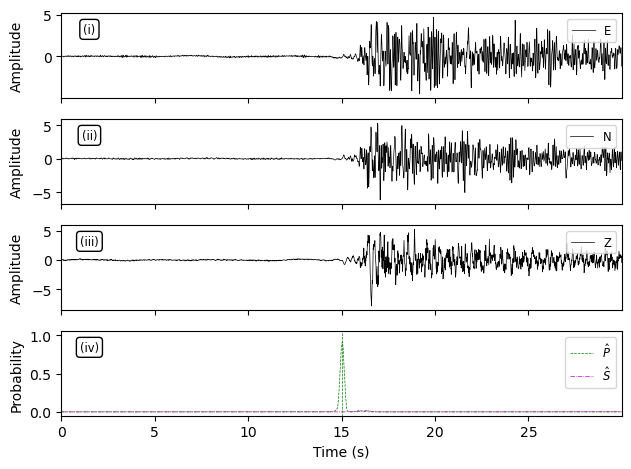 5
0
Amplitude
(i)
E
5
0
−5
Amplitude
(ii)
N
5
0
−5
Amplitude
(iii)
Z
1.0
0.5
0.0
Probability
(iv)
P̂
Ŝ
0 5 10 15 20 25
Time (s)